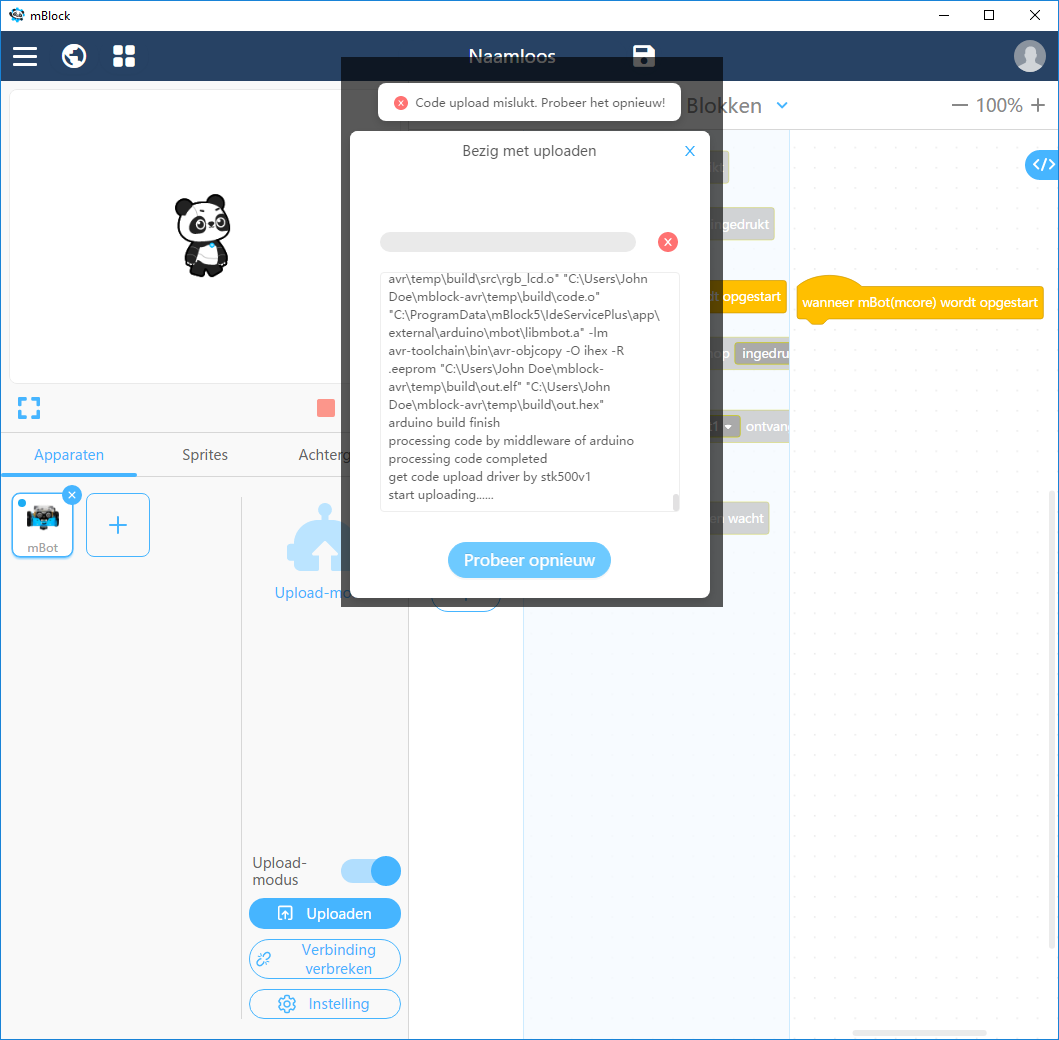 mBlock
Naamloos
Code upload mislukt. Probeer het opnieuw!
Blokken
100%
Bezig met uploaden
</>
ingedrukt
opgestart
wanneer mBot(mcore) wordt opgestart
avr\temp\build\src\rgb_lcd.o" "C:\Users\John
Doe\mblock-avr\temp\build\code.o"
"C:\ProgramData\mBlock5\IdeServicePlus\app\
external\arduino\mbot\libmbot.a" -lm
avr-toolchain\bin\avr-objcopy -O ihex -R
.eeprom "C:\Users\John Doe\mblock-
avr\temp\build\out.elf" "C:\Users\John
Doe\mblock-avr\temp\build\out.hex"
arduino build finish
processing code by middleware of arduino
processing code completed
get code upload driver by stk500v1
start uploading......
ingedru
ontvan
wacht
Probeer opnieuw
Apparaten
Sprites
Achterg
mBot
Upload-mo
Upload-
modus
Uploaden
Verbinding
verbreken
Instelling